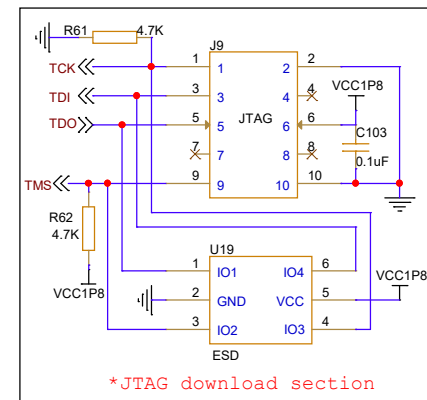 R61 4.7K
J9
TCK 1 1 2 2
TDI 3 3 4 4 VCC1P8
TDO 5 5 JTAG 6 6
7 7 8 8 C103
0.1uF
TMS 9 9 10 10
R62
4.7K
U19
VCC1P8
1 IO1 IO4 6
VCC1P8
2 GND VCC 5
3 IO2 IO3 4
ESD
*JTAG download section